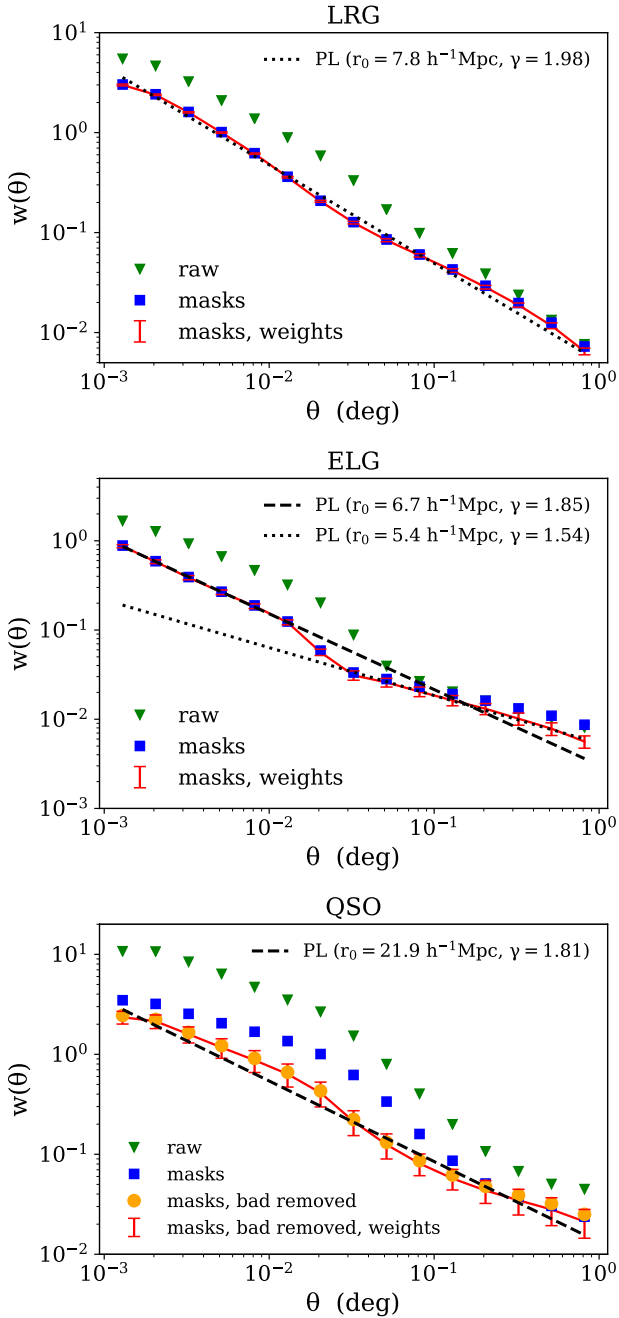 LRG
10¹
10⁰
10⁻¹
10⁻²
w(θ)
PL (r₀ = 7.8 h⁻¹Mpc, γ = 1.98)
raw
masks
masks, weights
10⁻³
10⁻²
10⁻¹
10⁰
θ (deg)
ELG
10⁰
10⁻¹
10⁻²
10⁻³
w(θ)
PL (r₀ = 6.7 h⁻¹Mpc, γ = 1.85)
PL (r₀ = 5.4 h⁻¹Mpc, γ = 1.54)
raw
masks
masks, weights
10⁻³
10⁻²
10⁻¹
10⁰
θ (deg)
QSO
10¹
10⁰
10⁻¹
10⁻²
w(θ)
PL (r₀ = 21.9 h⁻¹Mpc, γ = 1.81)
raw
masks
masks, bad removed
masks, bad removed, weights
10⁻³
10⁻²
10⁻¹
10⁰
θ (deg)